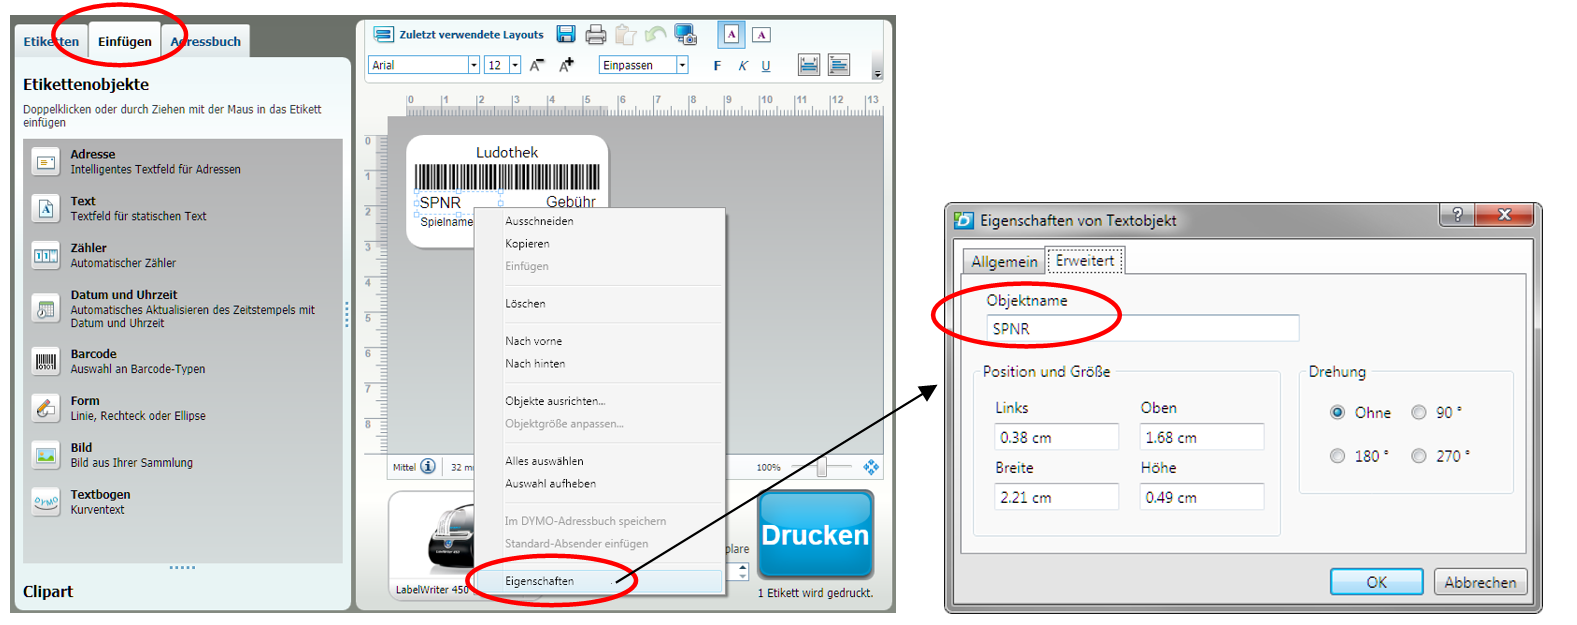 Etiketten
Einfügen
Adressbuch
Etikettenobjekte
Doppelklicken oder durch Ziehen mit der Maus in das Etikett
einfügen
Adresse
Intelligentes Textfeld für Adressen
Text
Textfeld für statischen Text
Zähler
Automatischer Zähler
Datum und Uhrzeit
Automatisches Aktualisieren des Zeitstempels mit
Datum und Uhrzeit
Barcode
Auswahl an Barcode-Typen
Form
Linie, Rechteck oder Ellipse
Bild
Bild aus Ihrer Sammlung
Textbogen
Kurventext
Clipart
Zuletzt verwendete Layouts
A A
Arial 12 A A Einpassen F K U
0 1 2 3 4 5 6 7 8 9 10 11 12 13
0
1
2
3
4
5
6
7
8
Ludothek
SPNR Gebühr
Spielname
Ausschneiden
Kopieren
Einfügen
Löschen
Nach vorne
Nach hinten
Objekte ausrichten...
Objektgröße anpassen...
Alles auswählen
Auswahl aufheben
Im DYMO-Adressbuch speichern
Standard-Absender einfügen
Eigenschaften
Mittel 32 m 100%
LabelWriter 450
plare
Drucken
1 Etikett wird gedruckt.
Eigenschaften von Textobjekt
Allgemein Erweitert
Objektname
SPNR
Position und Größe
Links Oben
0.38 cm 1.68 cm
Breite Höhe
2.21 cm 0.49 cm
Drehung
Ohne 90 °
180 ° 270 °
OK Abbrechen